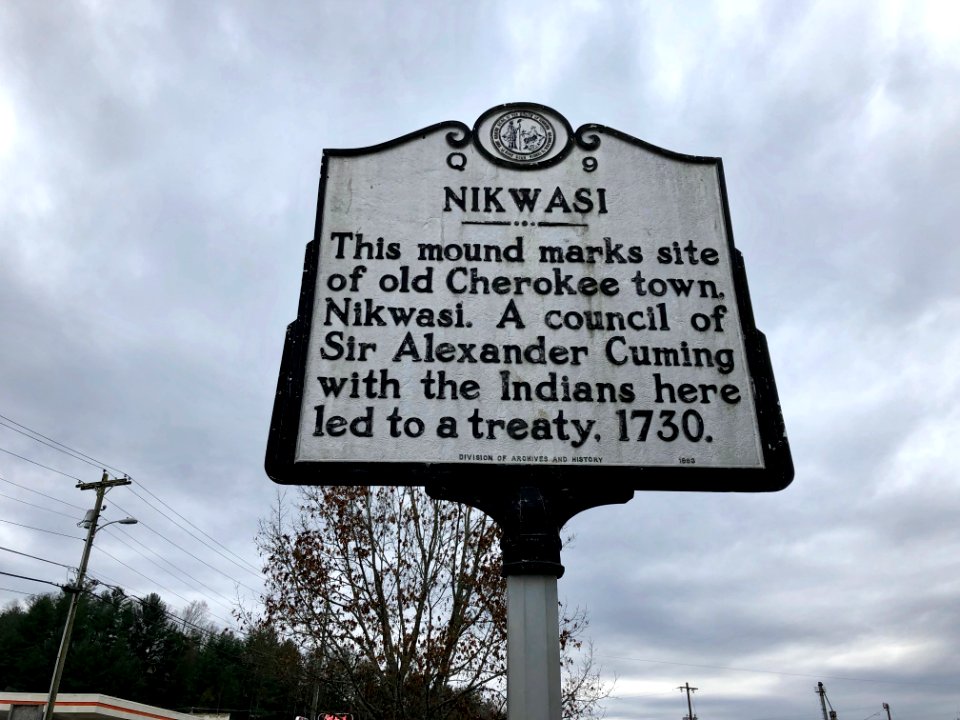 Q 9
NIKWASI
This mound marks site
of old Cherokee town,
Nikwasi. A council of
Sir Alexander Cuming
with the Indians here
led to a treaty, 1730.
DIVISION OF ARCHIVES AND HISTORY